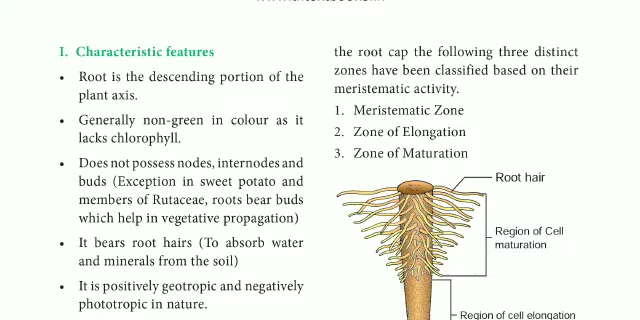 I. Characteristic features
• Root is the descending portion of the
plant axis.
• Generally non-green in colour as it
lacks chlorophyll.
• Does not possess nodes, internodes and
buds (Exception in sweet potato and
members of Rutaceae, roots bear buds
which help in vegetative propagation)
• It bears root hairs (To absorb water
and minerals from the soil)
• It is positively geotropic and negatively
phototropic in nature.
the root cap the following three distinct
zones have been classified based on their
meristematic activity.
1. Meristematic Zone
2. Zone of Elongation
3. Zone of Maturation
Root hair
Region of Cell
maturation
Region of cell elongation